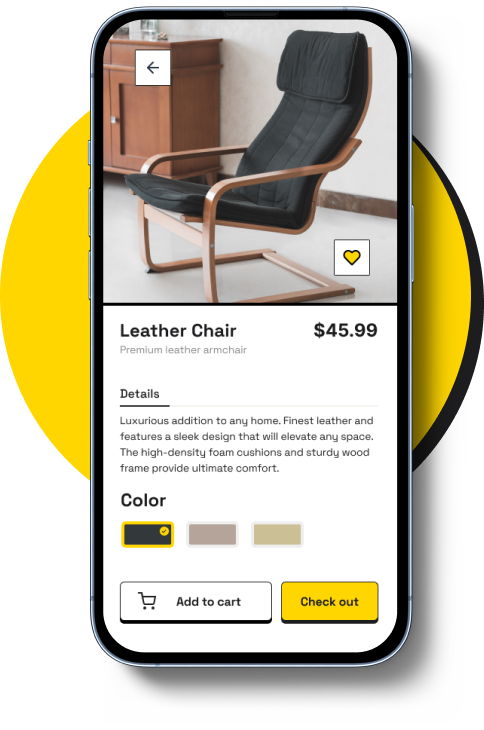 Leather Chair
$45.99
Premium leather armchair
Details
Luxurious addition to any home. Finest leather and
features a sleek design that will elevate any space.
The high-density foam cushions and sturdy wood
frame provide ultimate comfort.
Color
Add to cart
Check out